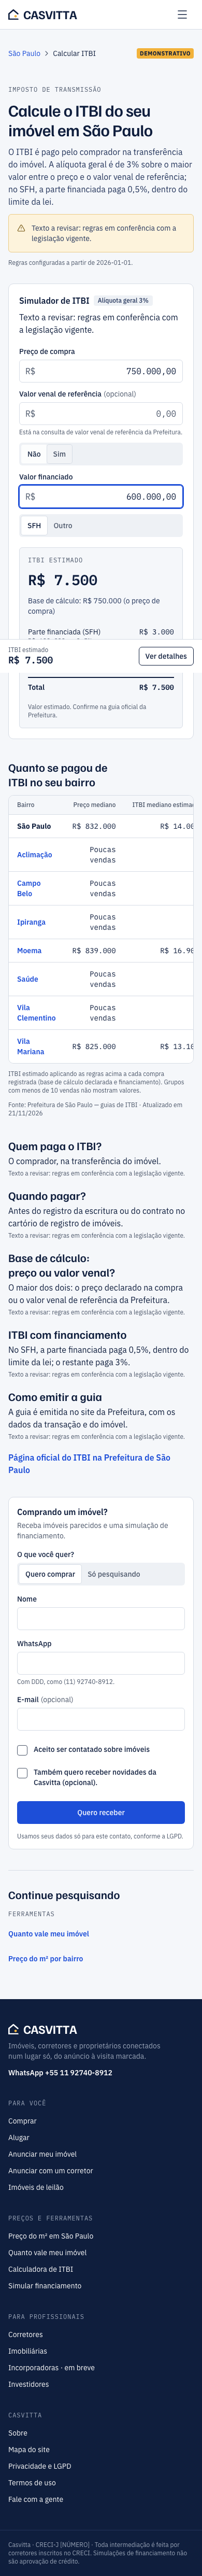 CASVITTA
São Paulo > Calcular ITBI
DEMONSTRATIVO
IMPOSTO DE TRANSMISSÃO
Calcule o ITBI do seu
imóvel em São Paulo
O ITBI é pago pelo comprador na transferência
do imóvel. A alíquota geral é de 3% sobre o maior
valor entre o preço e o valor venal de referência;
no SFH, a parte financiada paga 0,5%, dentro do
limite da lei.
Texto a revisar: regras em conferência com a
legislação vigente.
Regras configuradas a partir de 2026-01-01.
Simulador de ITBI Alíquota geral 3%
Texto a revisar: regras em conferência com
a legislação vigente.
Preço de compra
R$ 750.000,00
Valor venal de referência (opcional)
R$ 0,00
Está na consulta de valor venal de referência da Prefeitura.
Não Sim
Valor financiado
R$ 600.000,00
SFH Outro
ITBI ESTIMADO
R$ 7.500
Base de cálculo: R$ 750.000 (o preço de
compra)
Parte financiada (SFH) R$ 3.000
ITBI estimado
R$ 7.500
Ver detalhes
Total R$ 7.500
Valor estimado. Confirme na guia oficial da
Prefeitura.
Quanto se pagou de
ITBI no seu bairro
Bairro Preço mediano ITBI mediano estima
São Paulo R$ 832.000 R$ 14.0
Aclimação Poucas
vendas
Campo
Belo
Poucas
vendas
Ipiranga Poucas
vendas
Moema R$ 839.000 R$ 16.9
Saúde Poucas
vendas
Vila
Clementino
Poucas
vendas
Vila
Mariana
R$ 825.000 R$ 13.1
ITBI estimado aplicando as regras acima a cada compra
registrada (base de cálculo declarada e financiamento). Grupos
com menos de 10 vendas não mostram valores.
Fonte: Prefeitura de São Paulo — guias de ITBI · Atualizado em
21/11/2026
Quem paga o ITBI?
O comprador, na transferência do imóvel.
Texto a revisar: regras em conferência com a legislação vigente.
Quando pagar?
Antes do registro da escritura ou do contrato no
cartório de registro de imóveis.
Texto a revisar: regras em conferência com a legislação vigente.
Base de cálculo:
preço ou valor venal?
O maior dos dois: o preço declarado na compra
ou o valor venal de referência da Prefeitura.
Texto a revisar: regras em conferência com a legislação vigente.
ITBI com financiamento
No SFH, a parte financiada paga 0,5%, dentro do
limite da lei; o restante paga 3%.
Texto a revisar: regras em conferência com a legislação vigente.
Como emitir a guia
A guia é emitida no site da Prefeitura, com os
dados da transação e do imóvel.
Texto a revisar: regras em conferência com a legislação vigente.
Página oficial do ITBI na Prefeitura de São
Paulo
Comprando um imóvel?
Receba imóveis parecidos e uma simulação de
financiamento.
O que você quer?
Quero comprar Só pesquisando
Nome
WhatsApp
Com DDD, como (11) 92740-8912.
E-mail (opcional)
Aceito ser contatado sobre imóveis
Também quero receber novidades da
Casvitta (opcional).
Quero receber
Usamos seus dados só para este contato, conforme a LGPD.
Continue pesquisando
FERRAMENTAS
Quanto vale meu imóvel
Preço do m² por bairro
CASVITTA
Imóveis, corretores e proprietários conectados
num lugar só, do anúncio à visita marcada.
WhatsApp +55 11 92740-8912
PARA VOCÊ
Comprar
Alugar
Anunciar meu imóvel
Anunciar com um corretor
Imóveis de leilão
PREÇOS E FERRAMENTAS
Preço do m² em São Paulo
Quanto vale meu imóvel
Calculadora de ITBI
Simular financiamento
PARA PROFISSIONAIS
Corretores
Imobiliárias
Incorporadoras · em breve
Investidores
CASVITTA
Sobre
Mapa do site
Privacidade e LGPD
Termos de uso
Fale com a gente
Casvitta · CRECI-J [NÚMERO] · Toda intermediação é feita por
corretores inscritos no CRECI. Simulações de financiamento não
são aprovação de crédito.